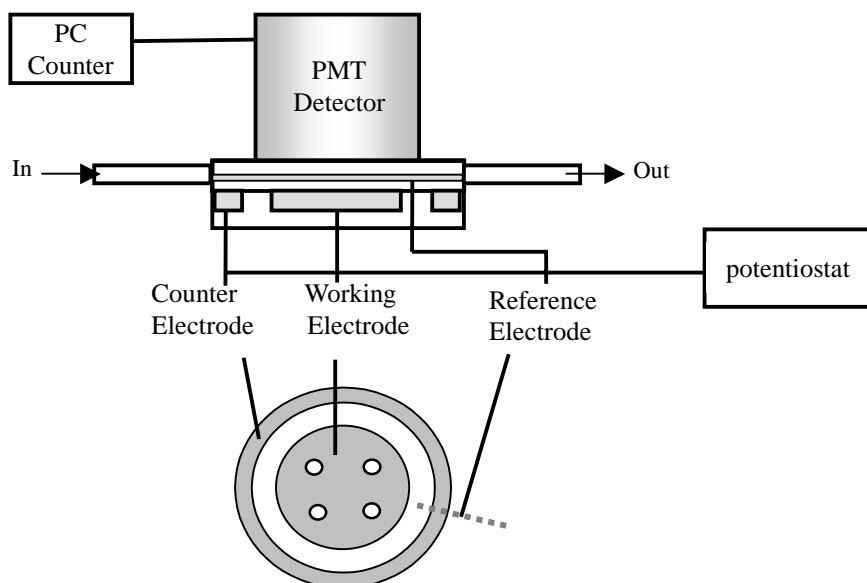 PC
Counter
PMT
Detector
In
Out
potentiostat
Counter
Electrode
Working
Electrode
Reference
Electrode